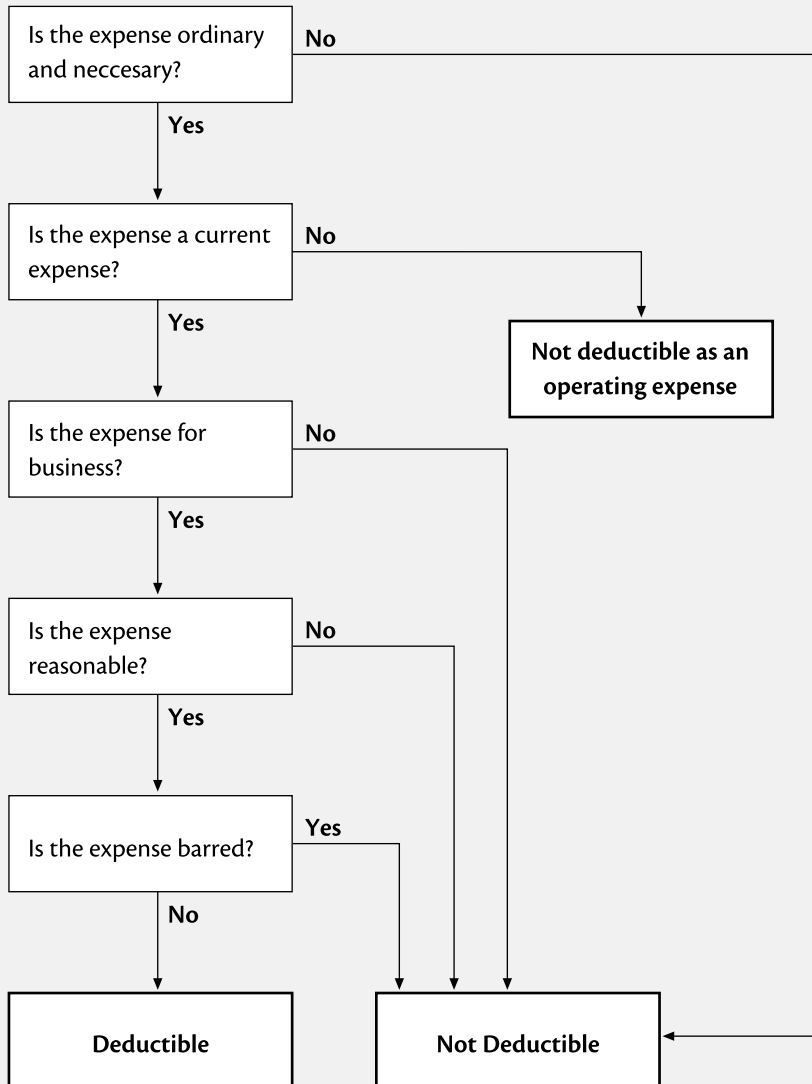 Is the expense ordinary
and neccesary?
No
Yes
Is the expense a current
expense?
No
Yes
Not deductible as an
operating expense
Is the expense for
business?
No
Yes
Is the expense
reasonable?
No
Yes
Is the expense barred?
Yes
No
Deductible
Not Deductible